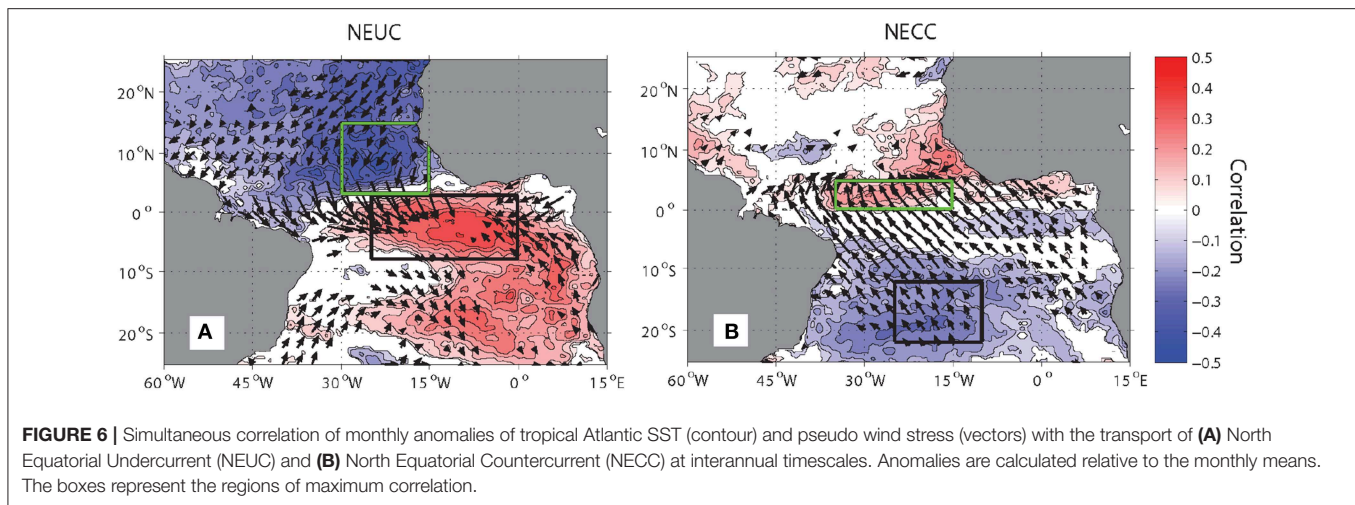 NEUC
NECC
20°N
10°N
0°
10°S
20°S
A
60°W
45°W
30°W
15°W
0°
15°E
20°N
10°N
0°
10°S
20°S
B
60°W
45°W
30°W
15°W
0°
15°E
0.5
0.4
0.3
0.2
0.1
0
−0.1
−0.2
−0.3
−0.4
−0.5
Correlation
FIGURE 6 | Simultaneous correlation of monthly anomalies of tropical Atlantic SST (contour) and pseudo wind stress (vectors) with the transport of (A) North
Equatorial Undercurrent (NEUC) and (B) North Equatorial Countercurrent (NECC) at interannual timescales. Anomalies are calculated relative to the monthly means.
The boxes represent the regions of maximum correlation.